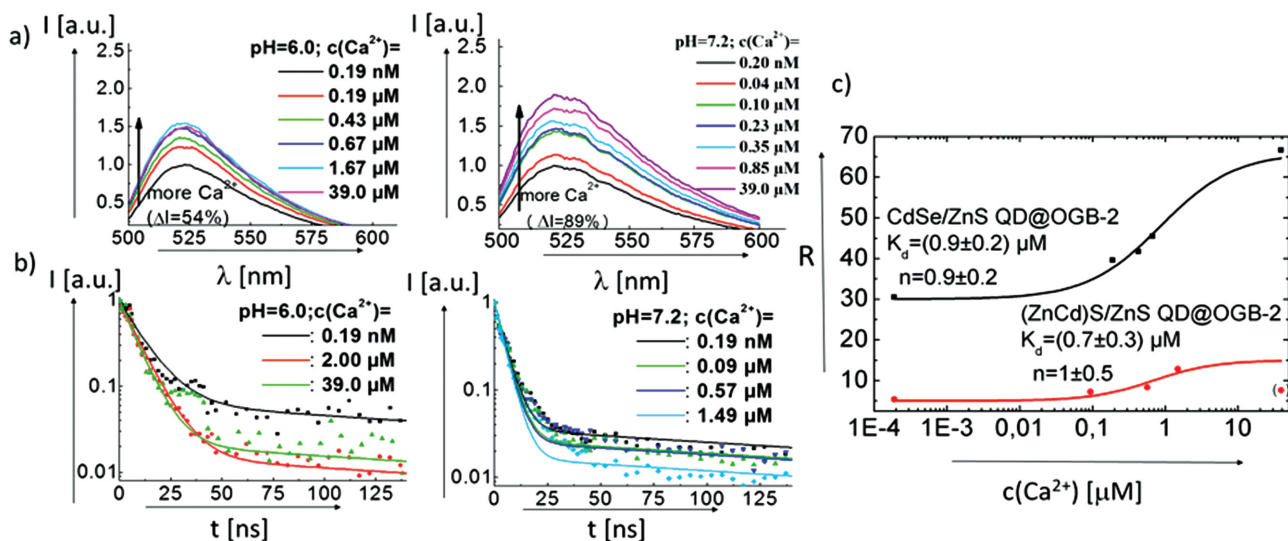 a)
I [a.u.]
pH=6.0; c(Ca²⁺)=
0.19 nM
0.19 µM
0.43 µM
0.67 µM
1.67 µM
39.0 µM
2.5
2.0
1.5
1.0
0.5
more Ca²⁺
(ΔI=54%)
500 525 550 575 600
λ [nm]
I [a.u.]
pH=7.2; c(Ca²⁺)=
0.20 nM
0.04 µM
0.10 µM
0.23 µM
0.35 µM
0.85 µM
39.0 µM
2.5
2.0
1.5
1.0
0.5
more Ca²⁺
( ΔI=89%)
500 525 550 575 600
λ [nm]
b)
I [a.u.]
pH=6.0;c(Ca²⁺)=
: 0.19 nM
: 2.00 µM
: 39.0 µM
1
0.1
0.01
0 25 50 75 100 125
t [ns]
I [a.u.]
pH=7.2; c(Ca²⁺)=
: 0.19 nM
: 0.09 µM
: 0.57 µM
: 1.49 µM
1
0.1
0.01
0 25 50 75 100 125
t [ns]
c)
R
70
60
50
40
30
20
10
CdSe/ZnS QD@OGB-2
K_d=(0.9±0.2) µM
n=0.9±0.2
(ZnCd)S/ZnS QD@OGB-2
K_d=(0.7±0.3) µM
n=1±0.5
( )
1E-4 1E-3 0,01 0,1 1 10
c(Ca²⁺) [µM]